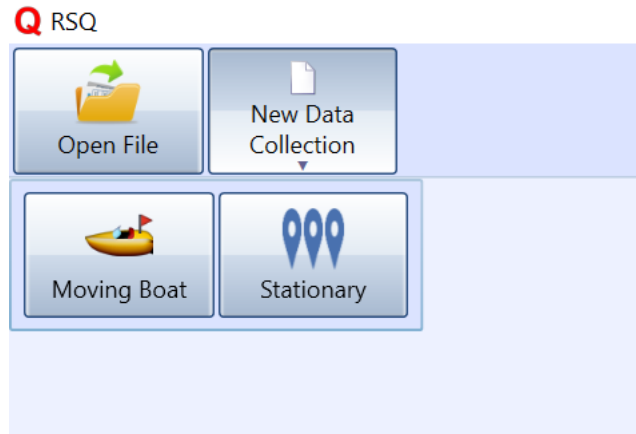 Q RSQ
Open File
New Data
Collection
Moving Boat
Stationary